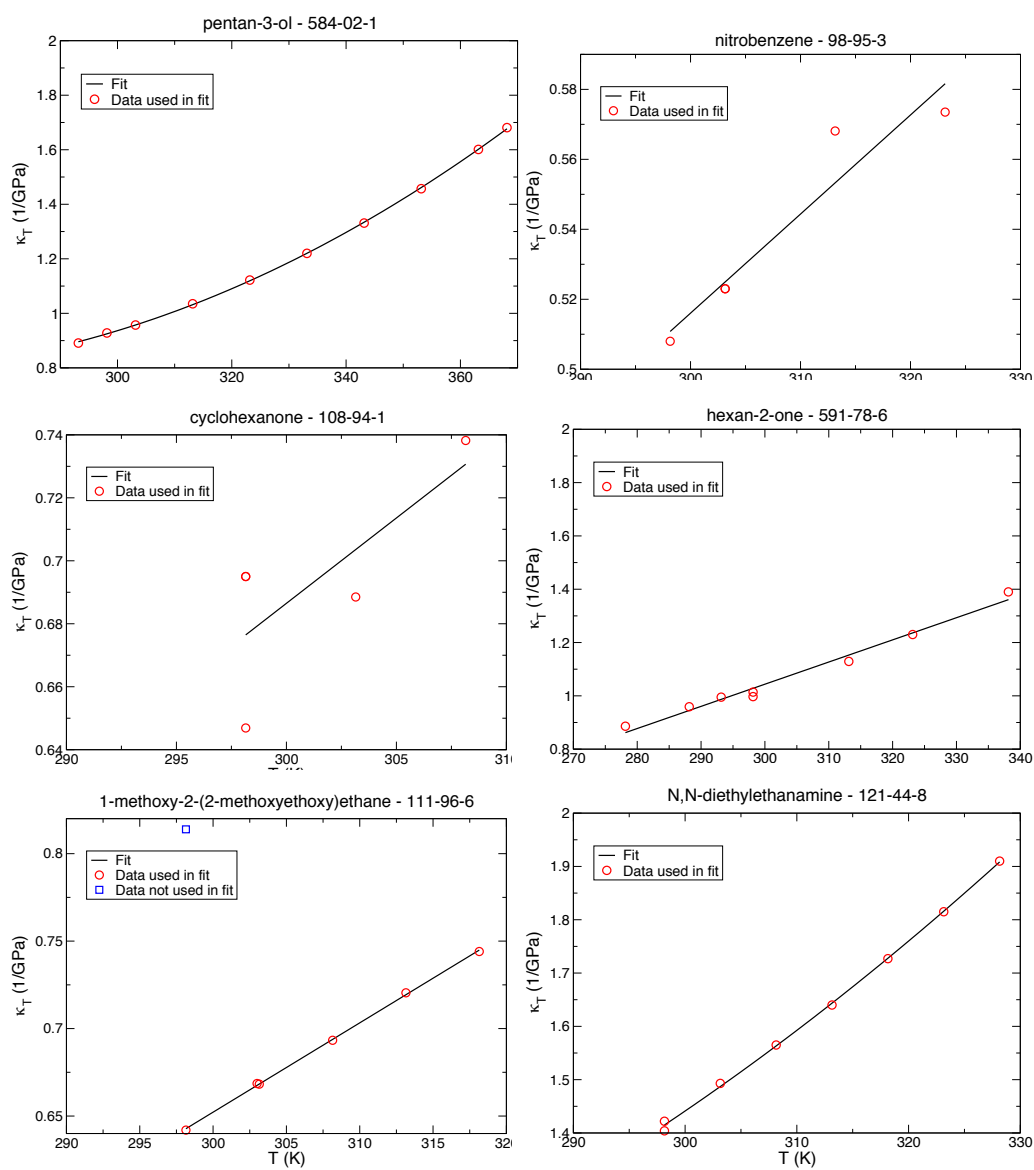 pentan-3-ol - 584-02-1
2
1.8
1.6
1.4
1.2
1
0.8
κT (1/GPa)
Fit
Data used in fit
300 320 340 360
nitrobenzene - 98-95-3
0.58
0.56
0.54
0.52
0.5
κT (1/GPa)
Fit
Data used in fit
290 300 310 320 330
cyclohexanone - 108-94-1
0.74
0.72
0.7
0.68
0.66
0.64
κT (1/GPa)
Fit
Data used in fit
290 295 300 305 310
T (K)
hexan-2-one - 591-78-6
2
1.8
1.6
1.4
1.2
1
0.8
κT (1/GPa)
Fit
Data used in fit
270 280 290 300 310 320 330 340
1-methoxy-2-(2-methoxyethoxy)ethane - 111-96-6
0.8
0.75
0.7
0.65
κT (1/GPa)
Fit
Data used in fit
Data not used in fit
290 295 300 305 310 315 320
T (K)
N,N-diethylethanamine - 121-44-8
2
1.9
1.8
1.7
1.6
1.5
1.4
κT (1/GPa)
Fit
Data used in fit
290 300 310 320 330
T (K)